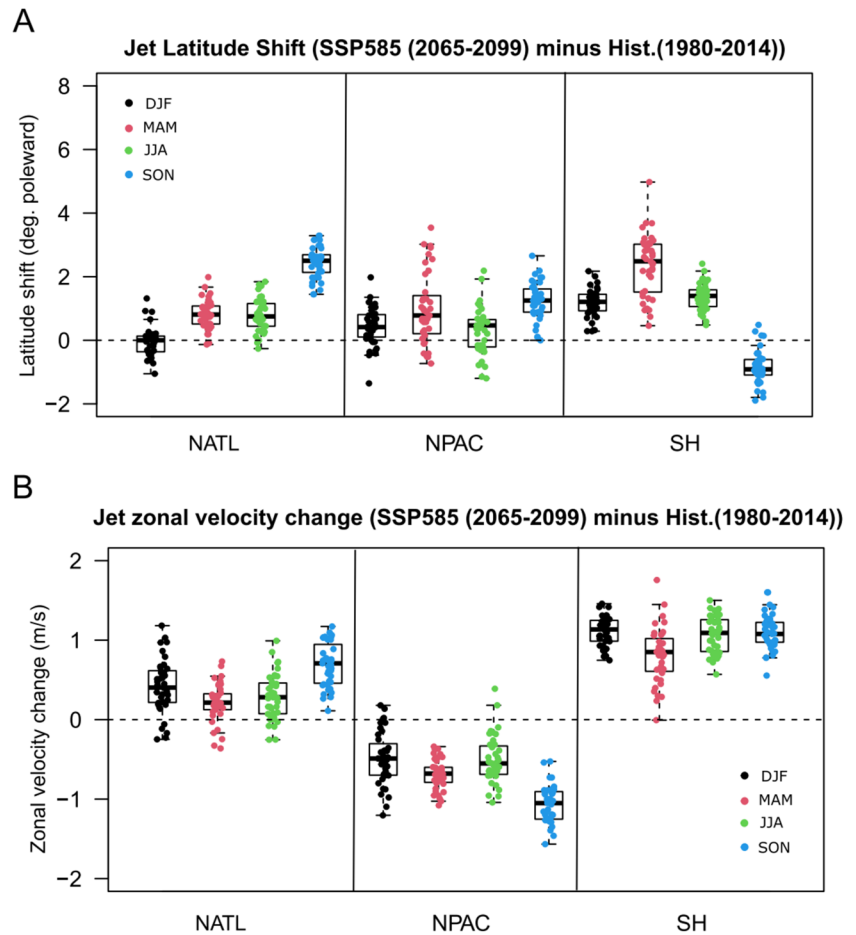 A
Jet Latitude Shift (SSP585 (2065-2099) minus Hist.(1980-2014))
Latitude shift (deg. poleward)
8
6
4
2
0
−2
DJF
MAM
JJA
SON
NATL
NPAC
SH
B
Jet zonal velocity change (SSP585 (2065-2099) minus Hist.(1980-2014))
Zonal velocity change (m/s)
2
1
0
−1
−2
DJF
MAM
JJA
SON
NATL
NPAC
SH